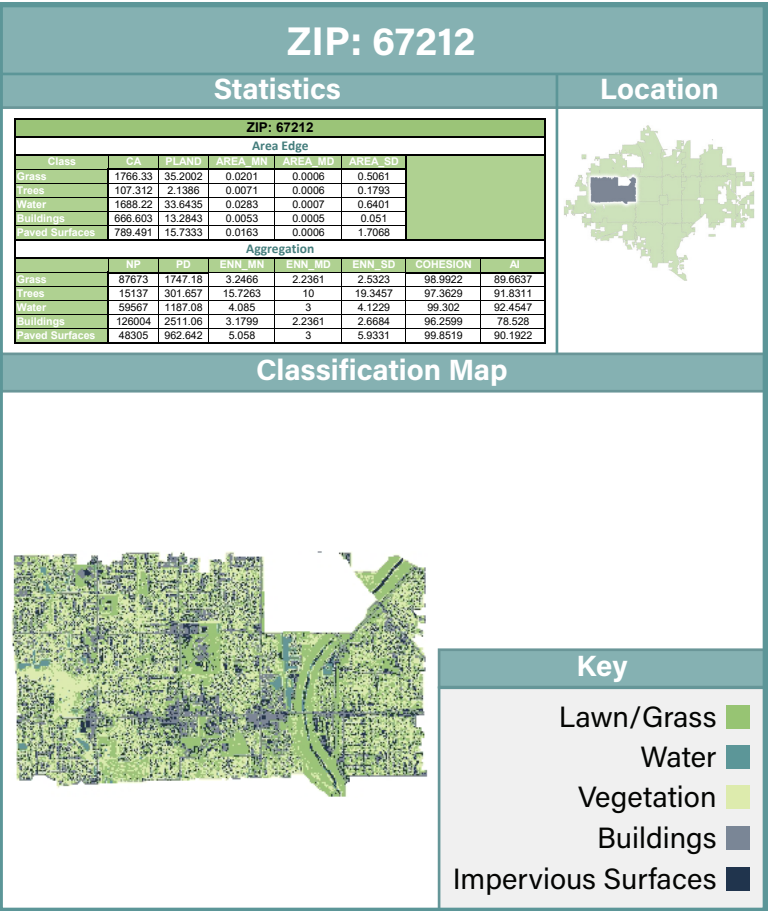 ZIP: 67212
Statistics
Location
ZIP: 67212
Area Edge
Class CA PLAND AREA_MN AREA_MD AREA_SD
Grass 1766.33 35.2002 0.0201 0.0006 0.5061
Trees 107.312 2.1386 0.0071 0.0006 0.1793
Water 1688.22 33.6435 0.0283 0.0007 0.6401
Buildings 666.603 13.2843 0.0053 0.0005 0.051
Paved Surfaces 789.491 15.7333 0.0163 0.0006 1.7068
Aggregation
NP PD ENN_MN ENN_MD ENN_SD COHESION AI
Grass 87673 1747.18 3.2466 2.2361 2.5323 98.9922 89.6637
Trees 15137 301.657 15.7263 10 19.3457 97.3629 91.8311
Water 59567 1187.08 4.085 3 4.1229 99.302 92.4547
Buildings 126004 2511.06 3.1799 2.2361 2.6684 96.2599 78.528
Paved Surfaces 48305 962.642 5.058 3 5.9331 99.8519 90.1922
Classification Map
Key
Lawn/Grass
Water
Vegetation
Buildings
Impervious Surfaces